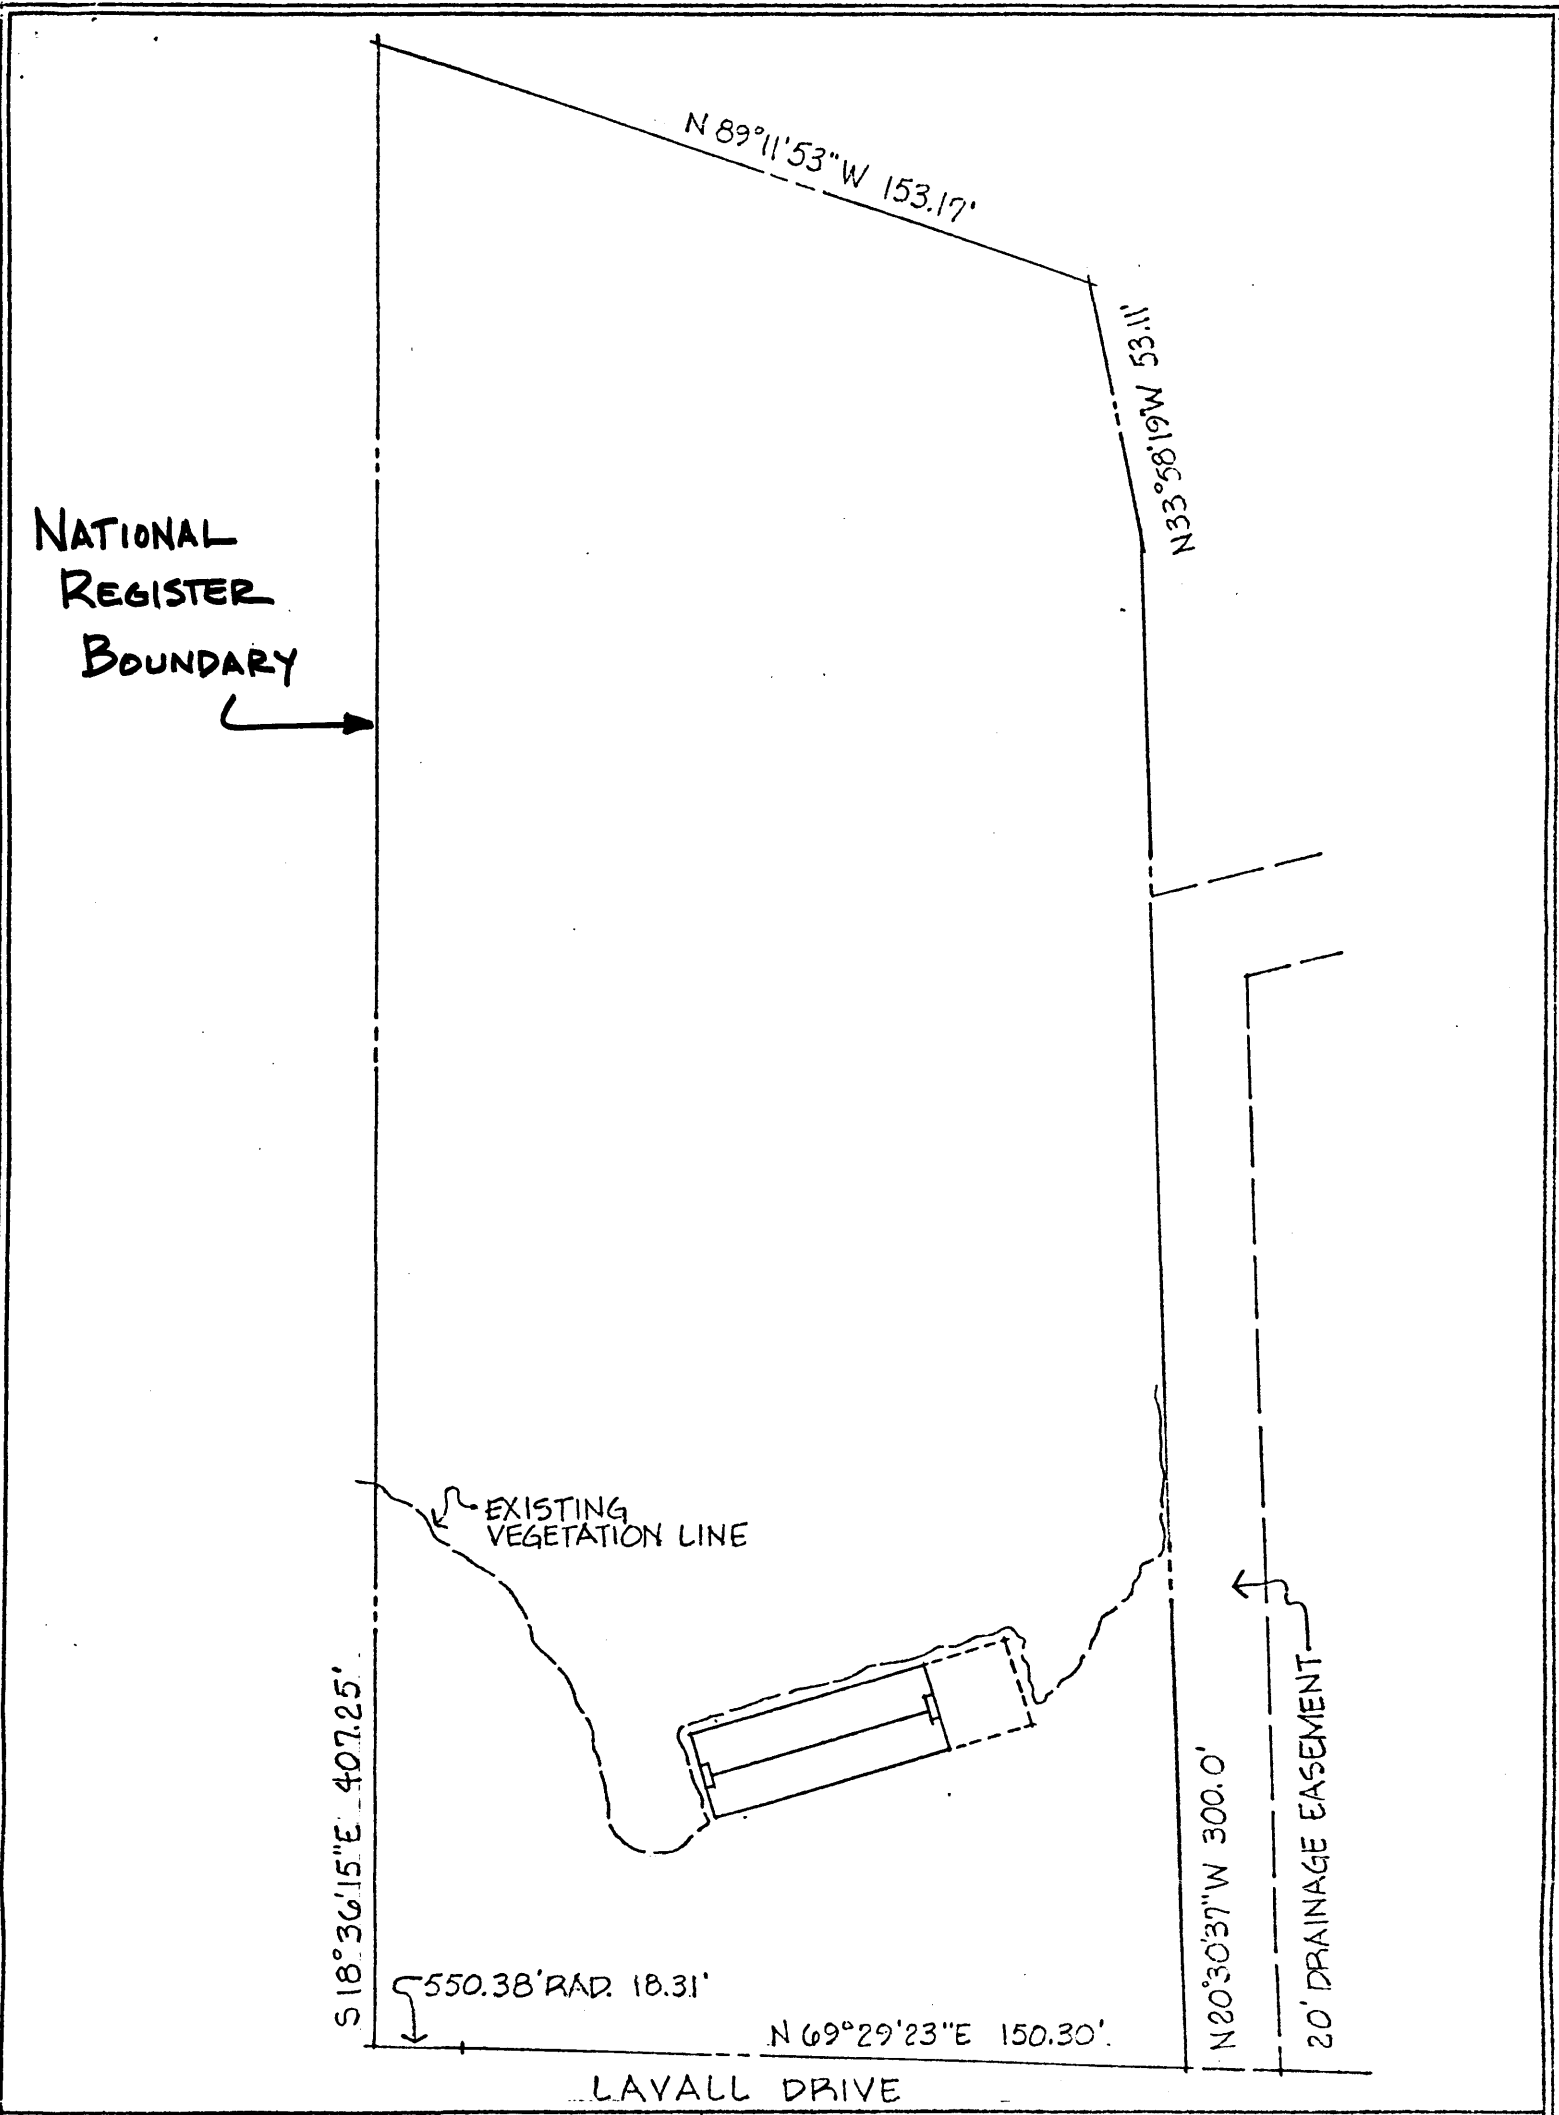 N 89°11'53"W 153.17'
N33°58'19W 53.11'
NATIONAL
REGISTER
BOUNDARY
EXISTING
VEGETATION LINE
S18°36'15"E 407.25'
550.38' RAD. 18.31'
N 69°29'23"E 150.30'
N20°30'37"W 300.0'
20' DRAINAGE EASEMENT
LAVALL DRIVE